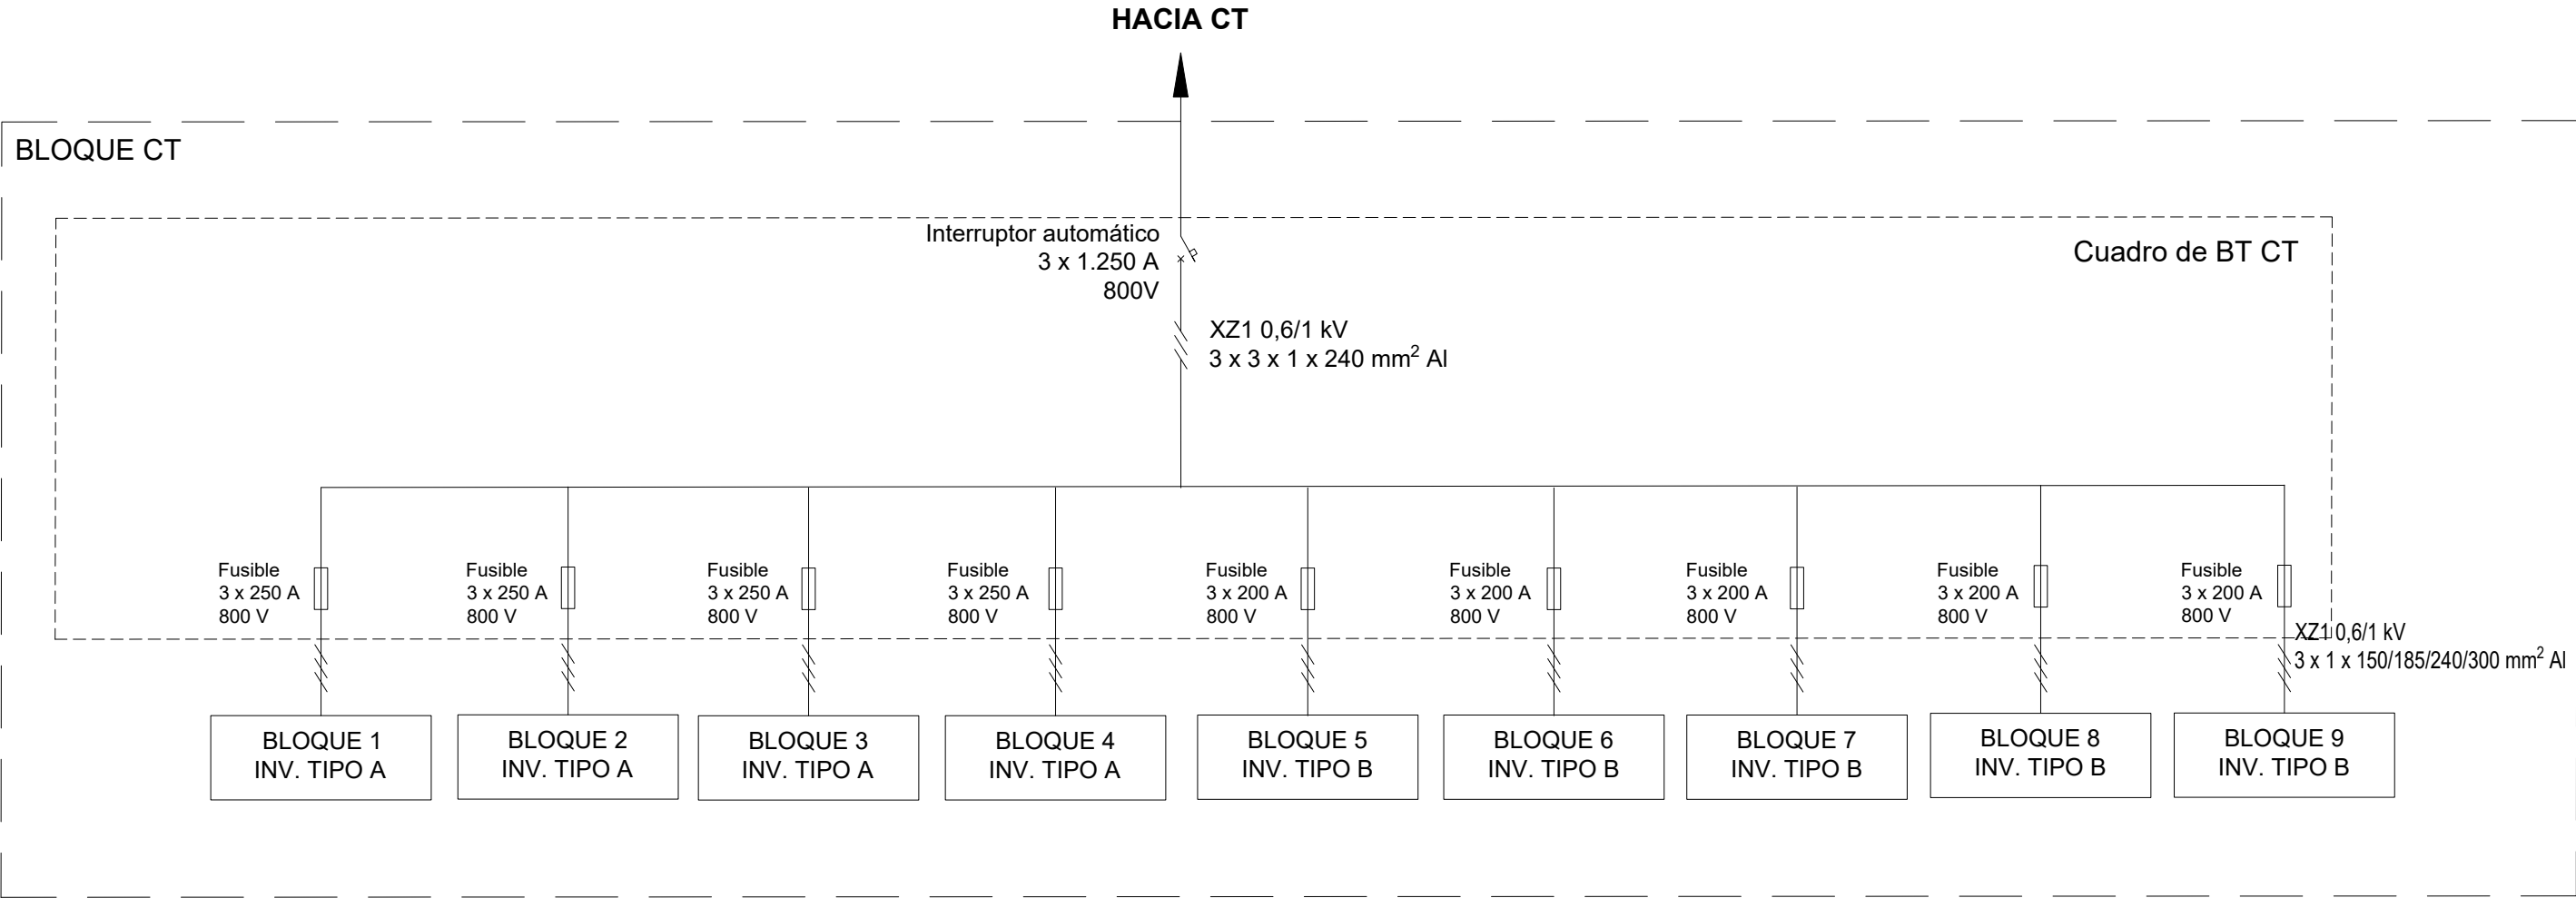 HACIA CT
BLOQUE CT
Interruptor automático
3 x 1.250 A
800V
Cuadro de BT CT
XZ1 0,6/1 kV
3 x 3 x 1 x 240 mm² Al
Fusible
3 x 250 A
800 V
Fusible
3 x 250 A
800 V
Fusible
3 x 250 A
800 V
Fusible
3 x 250 A
800 V
Fusible
3 x 200 A
800 V
Fusible
3 x 200 A
800 V
Fusible
3 x 200 A
800 V
Fusible
3 x 200 A
800 V
Fusible
3 x 200 A
800 V
XZ1 0,6/1 kV
3 x 1 x 150/185/240/300 mm² Al
BLOQUE 1
INV. TIPO A
BLOQUE 2
INV. TIPO A
BLOQUE 3
INV. TIPO A
BLOQUE 4
INV. TIPO A
BLOQUE 5
INV. TIPO B
BLOQUE 6
INV. TIPO B
BLOQUE 7
INV. TIPO B
BLOQUE 8
INV. TIPO B
BLOQUE 9
INV. TIPO B